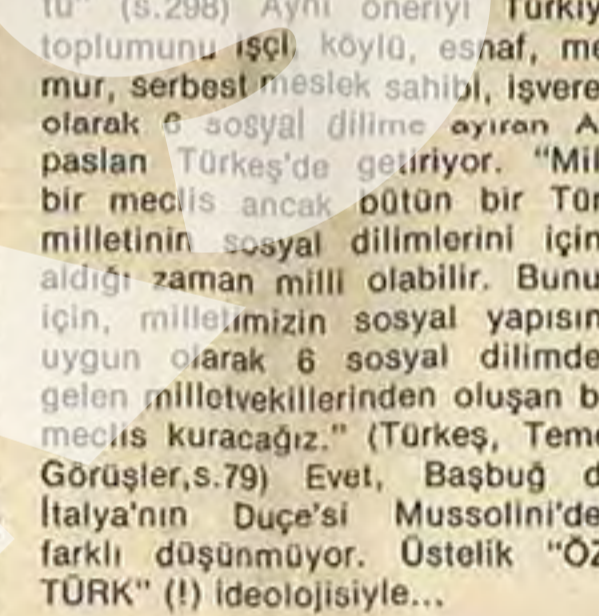 tü" (s.298) Aynı öneriyi Türkiy
toplumunu işçi, köylü, esnaf, me
mur, serbest meslek sahibi, işvere
olarak 6 sosyal dilime ayıran A
paslan Türkeş'de getiriyor. "Mil
bir meclis ancak bütün bir Tür
milletinin sosyal dilimlerini için
aldığı zaman milli olabilir. Bunu
için, milletimizin sosyal yapısın
uygun olarak 6 sosyal dilimde
gelen milletvekillerinden oluşan b
meclis kuracağız." (Türkeş, Teme
Görüşler,s.79) Evet, Başbuğ d
İtalya'nın Duçe'si Mussolini'de
farklı düşünmüyor. Üstelik "ÖZ
TÜRK" (!) ideolojisiyle...